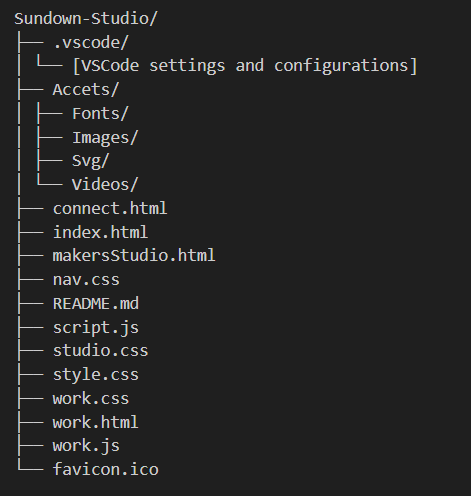 Sundown-Studio/
├── .vscode/
│ └── [VSCode settings and configurations]
├── Accets/
│ ├── Fonts/
│ ├── Images/
│ ├── Svg/
│ └── Videos/
├── connect.html
├── index.html
├── makersStudio.html
├── nav.css
├── README.md
├── script.js
├── studio.css
├── style.css
├── work.css
├── work.html
├── work.js
└── favicon.ico